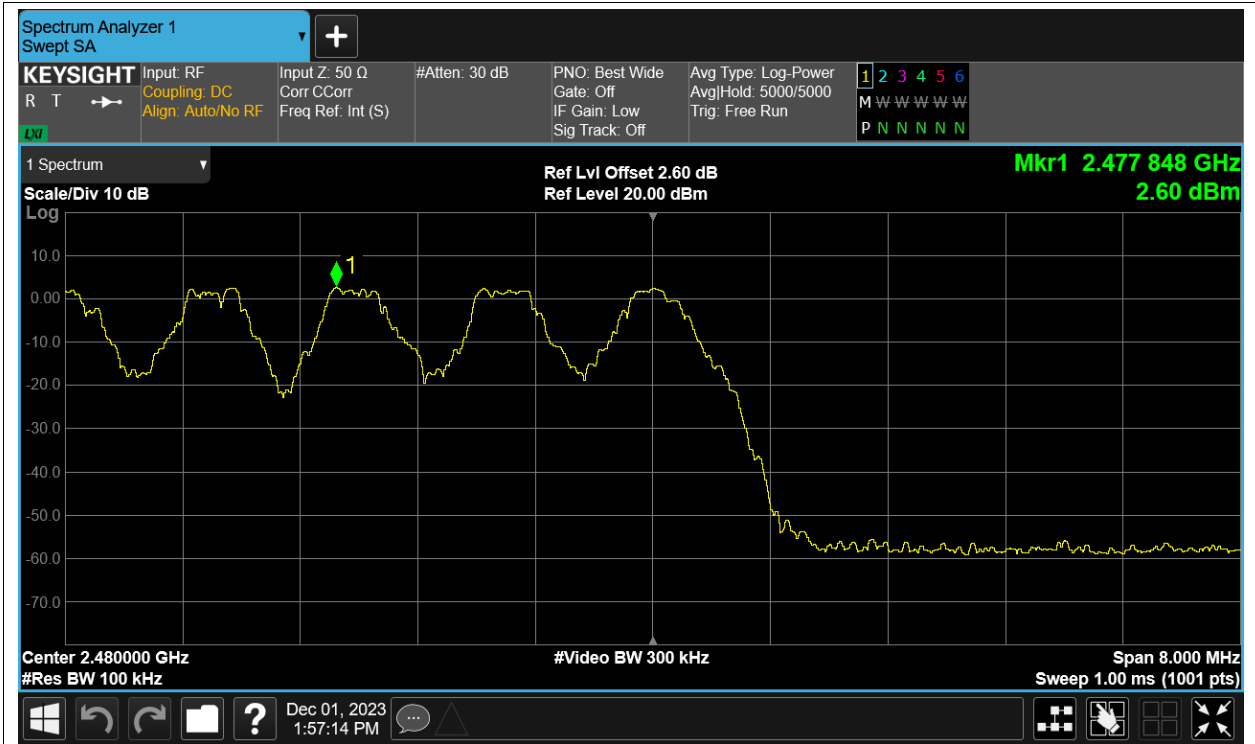 Spectrum Analyzer 1
Swept SA
KEYSIGHT
R T
LXI
Input: RF
Coupling: DC
Align: Auto/No RF
Input Z: 50 Ω
Corr CCorr
Freq Ref: Int (S)
#Atten: 30 dB
PNO: Best Wide
Gate: Off
IF Gain: Low
Sig Track: Off
Avg Type: Log-Power
Avg|Hold: 5000/5000
Trig: Free Run
1 2 3 4 5 6
M W W W W W W
P N N N N N N
1 Spectrum
Scale/Div 10 dB
Ref Lvl Offset 2.60 dB
Ref Level 20.00 dBm
Mkr1 2.477 848 GHz
2.60 dBm
Log
10.0
0.00
-10.0
-20.0
-30.0
-40.0
-50.0
-60.0
-70.0
1
Center 2.480000 GHz
#Res BW 100 kHz
#Video BW 300 kHz
Span 8.000 MHz
Sweep 1.00 ms (1001 pts)
?
Dec 01, 2023
1:57:14 PM